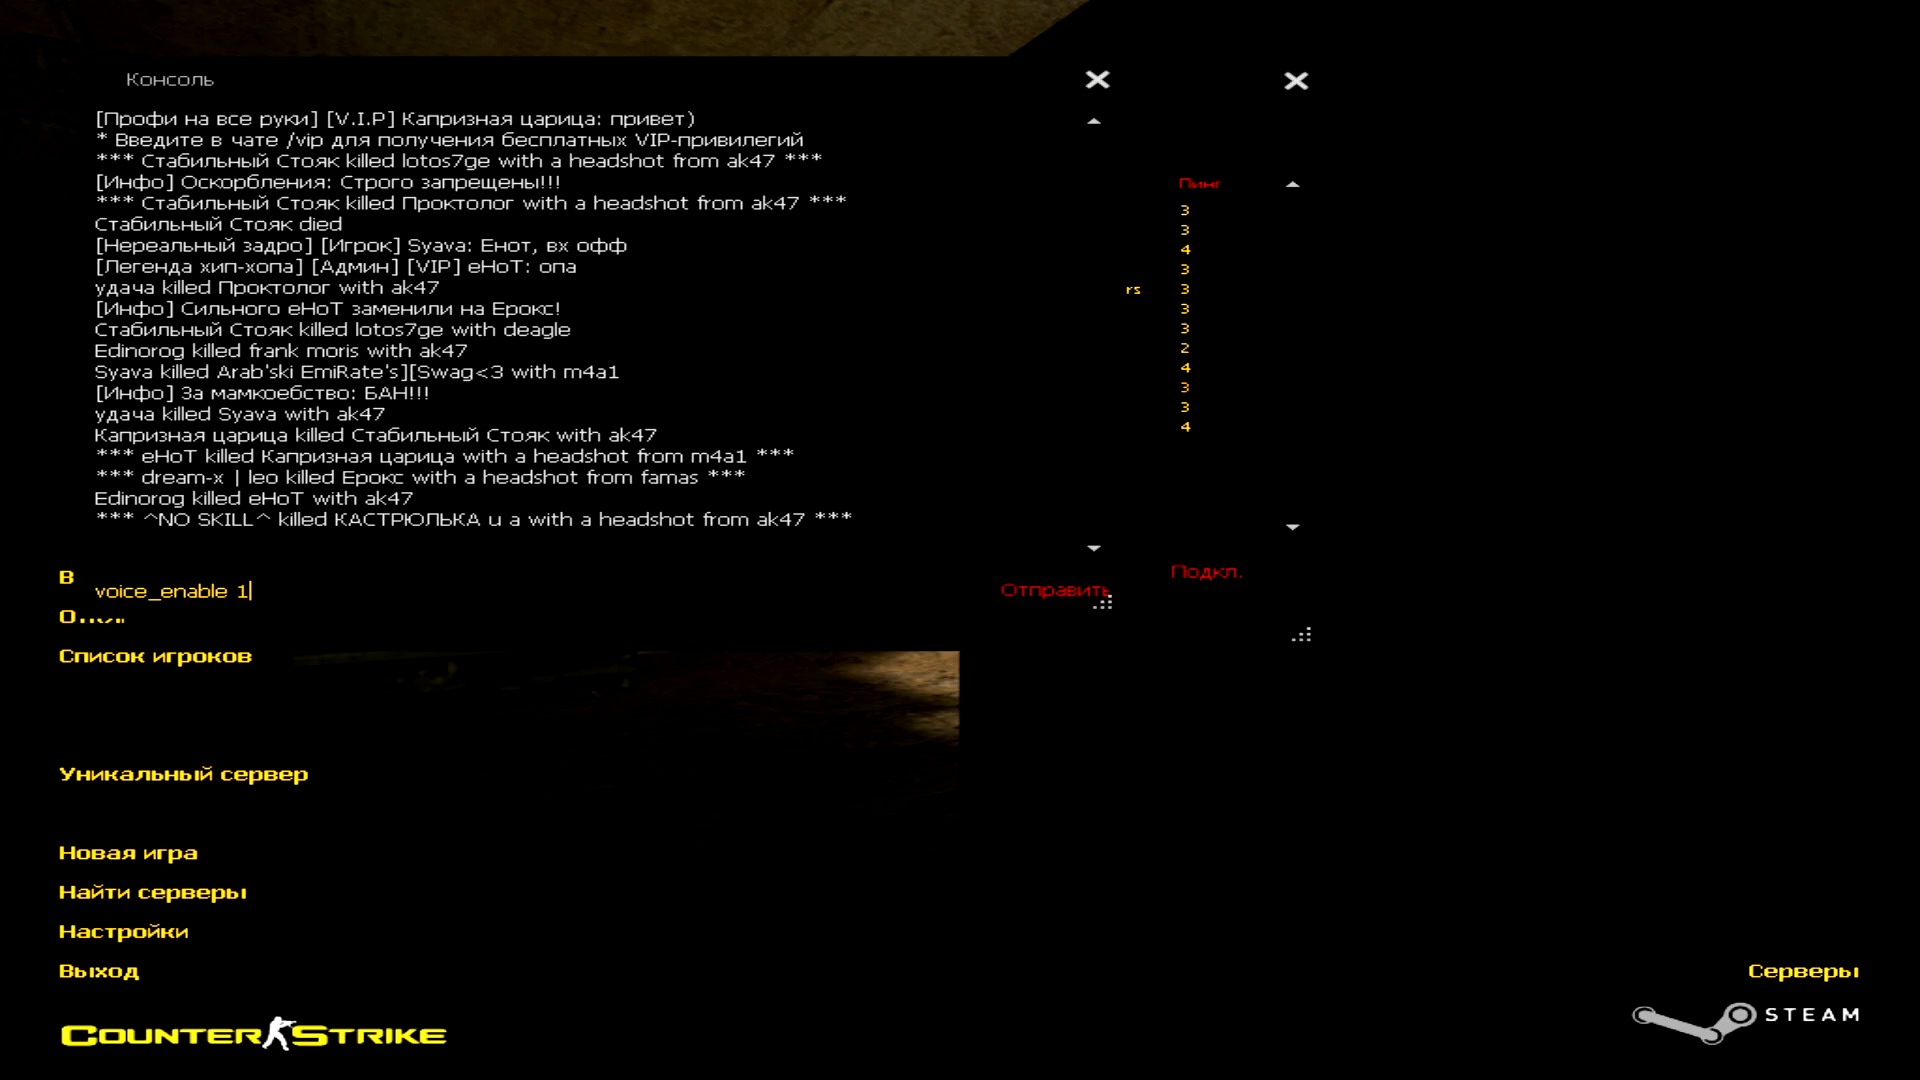 Консоль
[Профи на все руки] [V.I.P] Капризная царица: привет)
* Введите в чате /vip для получения бесплатных VIP-привилегий
*** Стабильный Стояк killed lotos7ge with a headshot from ak47 ***
[Инфо] Оскорбления: Строго запрещены!!!
*** Стабильный Стояк killed Проктолог with a headshot from ak47 ***
Стабильный Стояк died
[Нереальный задро] [Игрок] Syava: Енот, вх офф
[Легенда хип-хопа] [Админ] [VIP] eHoT: опа
удача killed Проктолог with ak47
[Инфо] Сильного eHoT заменили на Ерокс!
Стабильный Стояк killed lotos7ge with deagle
Edinorog killed frank moris with ak47
Syava killed Arab'ski EmiRate's][Swag<3 with m4a1
[Инфо] За мамкоебство: БАН!!!
удача killed Syava with ak47
Капризная царица killed Стабильный Стояк with ak47
*** eHoT killed Капризная царица with a headshot from m4a1 ***
*** dream-x | leo killed Ерокс with a headshot from famas ***
Edinorog killed eHoT with ak47
*** ^NO SKILL^ killed КАСТРЮЛЬКА u a with a headshot from ak47 ***
voice_enable 1
Отправить
Пинг
3
3
4
3
rs 3
3
3
2
4
3
3
4
Подкл.
В
Список игроков
Уникальный сервер
Новая игра
Найти серверы
Настройки
Выход
Серверы
COUNTER STRIKE
STEAM